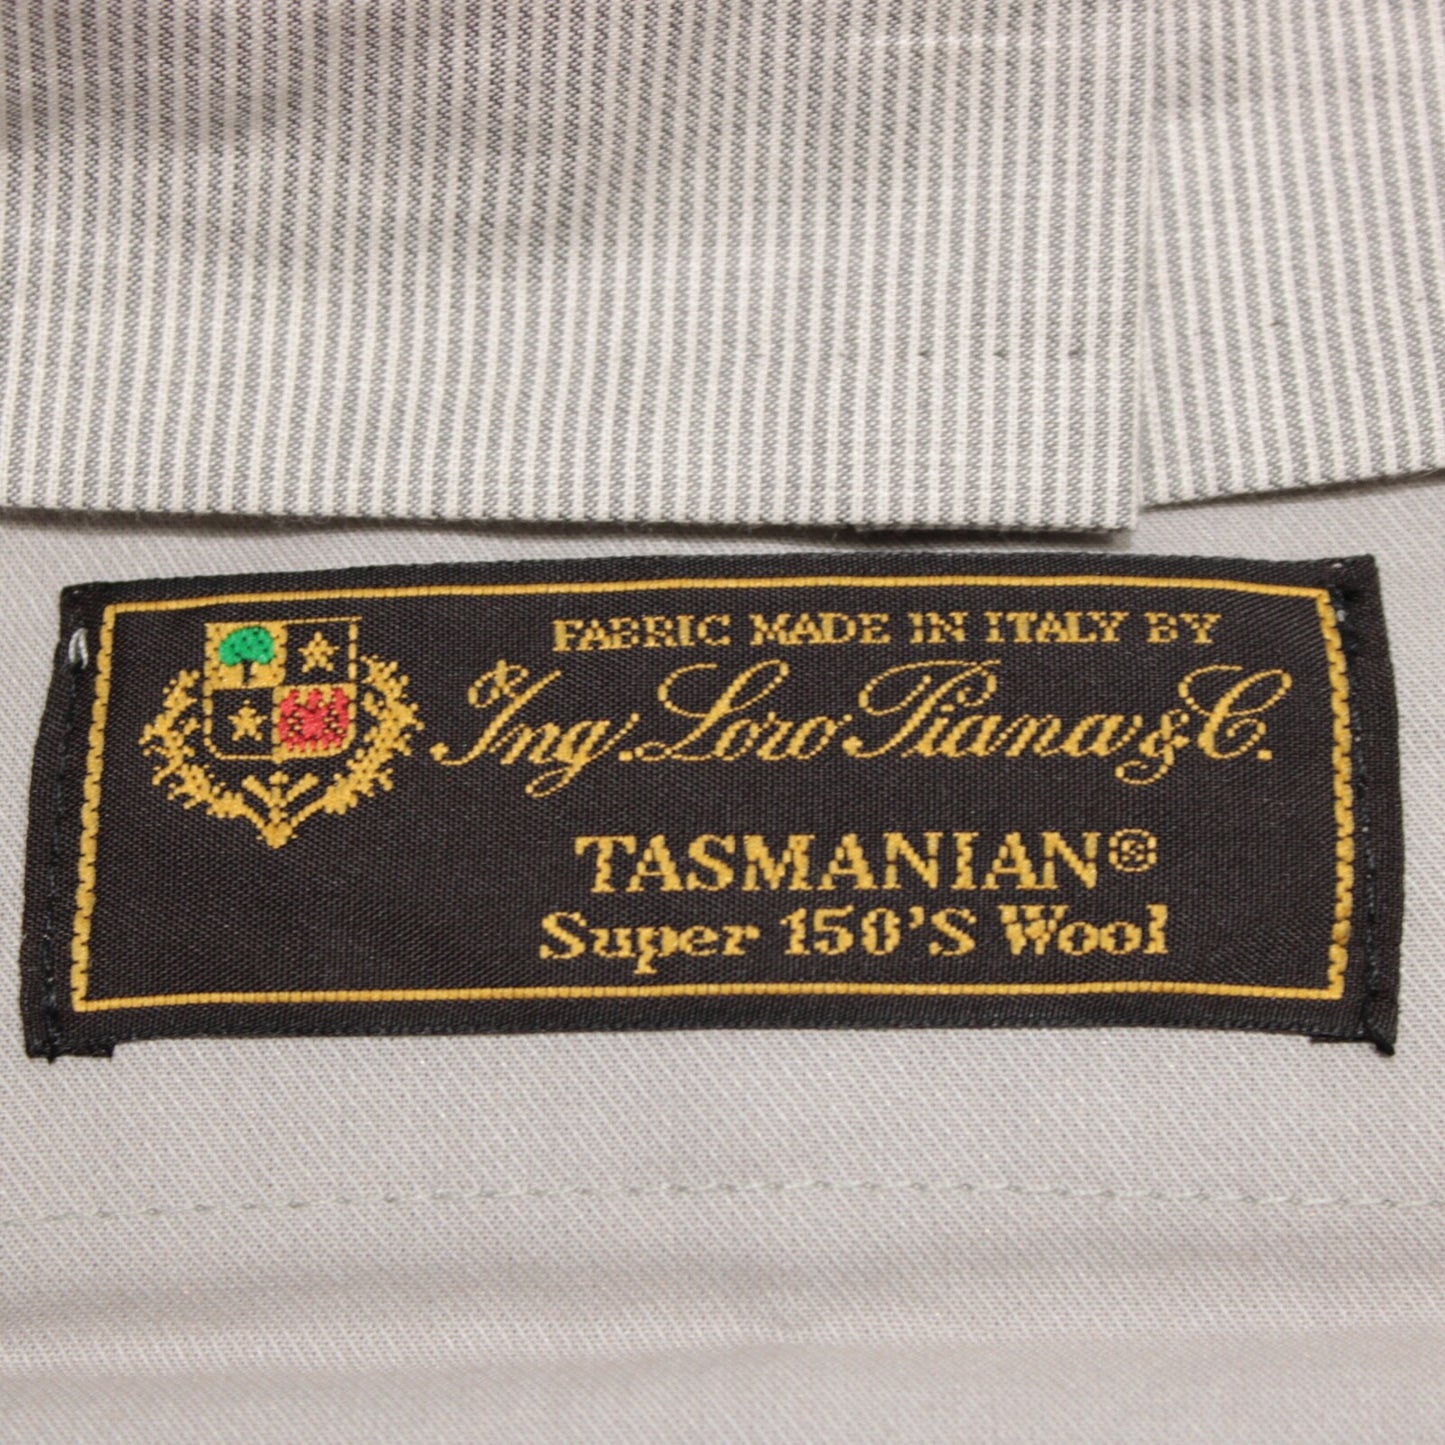 FABRIC MADE IN ITALY BY
Ing. Loro Piana & C.
TASMANIAN®
Super 150'S Wool